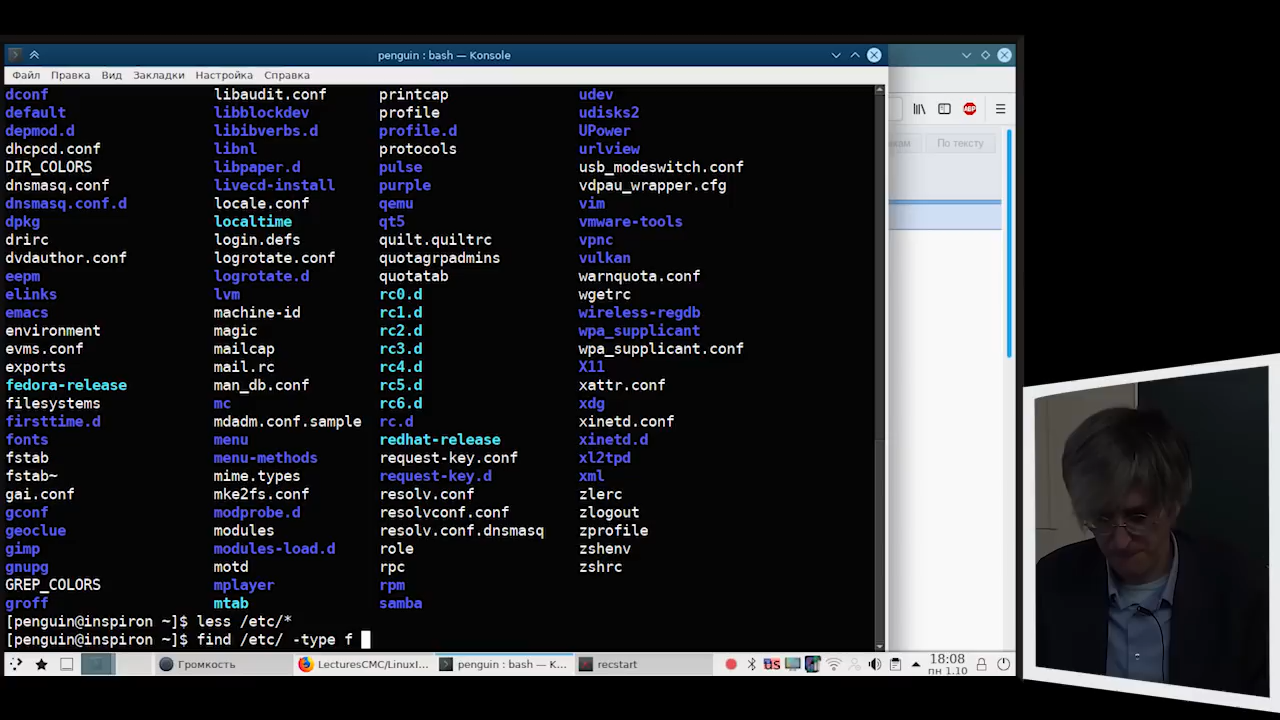 penguin : bash — Konsole
Файл Правка Вид Закладки Настройка Справка
dconf libaudit.conf printcap udev
default libblockdev profile udisks2
depmod.d libibverbs.d profile.d UPower
dhcpcd.conf libnl protocols urlview
DIR_COLORS libpaper.d pulse usb_modeswitch.conf
dnsmasq.conf livecd-install purple vdpau_wrapper.cfg
dnsmasq.conf.d locale.conf qemu vim
dpkg localtime qt5 vmware-tools
drirc login.defs quilt.quiltrc vpnc
dvdauthor.conf logrotate.conf quotagrpadmins vulkan
eepm logrotate.d quotatab warnquota.conf
elinks lvm rc0.d wgetrc
emacs machine-id rc1.d wireless-regdb
environment magic rc2.d wpa_supplicant
evms.conf mailcap rc3.d wpa_supplicant.conf
exports mail.rc rc4.d X11
fedora-release man_db.conf rc5.d xattr.conf
filesystems mc rc6.d xdg
firsttime.d mdadm.conf.sample rc.d xinetd.conf
fonts menu redhat-release xinetd.d
fstab menu-methods request-key.conf xl2tpd
fstab~ mime.types request-key.d xml
gai.conf mke2fs.conf resolv.conf zlerc
gconf modprobe.d resolvconf.conf zlogout
geoclue modules resolv.conf.dnsmasq zprofile
gimp modules-load.d role zshenv
gnupg motd rpc zshrc
GREP_COLORS mplayer rpm
groff mtab samba
[penguin@inspiron ~]$ less /etc/*
[penguin@inspiron ~]$ find /etc/ -type f
ABP
По тексту
Громкость LecturesCMC/LinuxI... penguin : bash — K... recstart us 18:08
пн 1.10